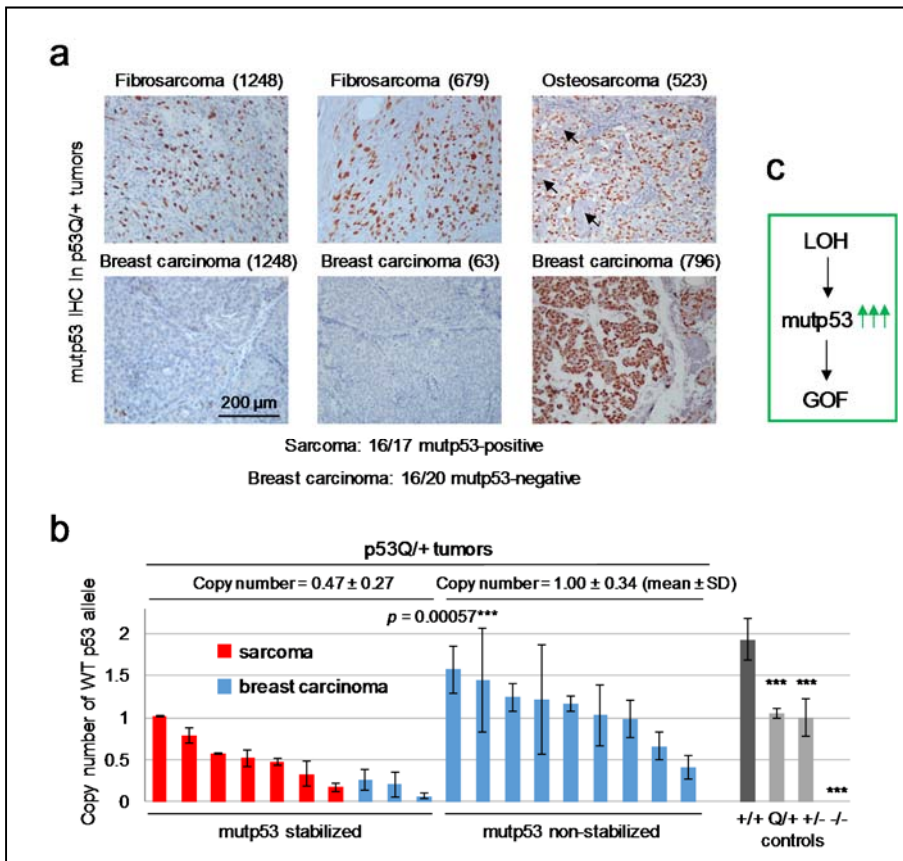 a
Fibrosarcoma (1248)
Fibrosarcoma (679)
Osteosarcoma (523)
mutp53 IHC in p53Q/+ tumors
Breast carcinoma (1248)
Breast carcinoma (63)
Breast carcinoma (796)
200 µm
Sarcoma: 16/17 mutp53-positive
Breast carcinoma: 16/20 mutp53-negative
c
LOH
mutp53
GOF
b
p53Q/+ tumors
Copy number = 0.47 ± 0.27
Copy number = 1.00 ± 0.34 (mean ± SD)
p = 0.00057***
Copy number of WT p53 allele
2
1.5
1
0.5
0
sarcoma
breast carcinoma
*** ***
***
mutp53 stabilized
mutp53 non-stabilized
+/+ Q/+ +/- -/-
controls